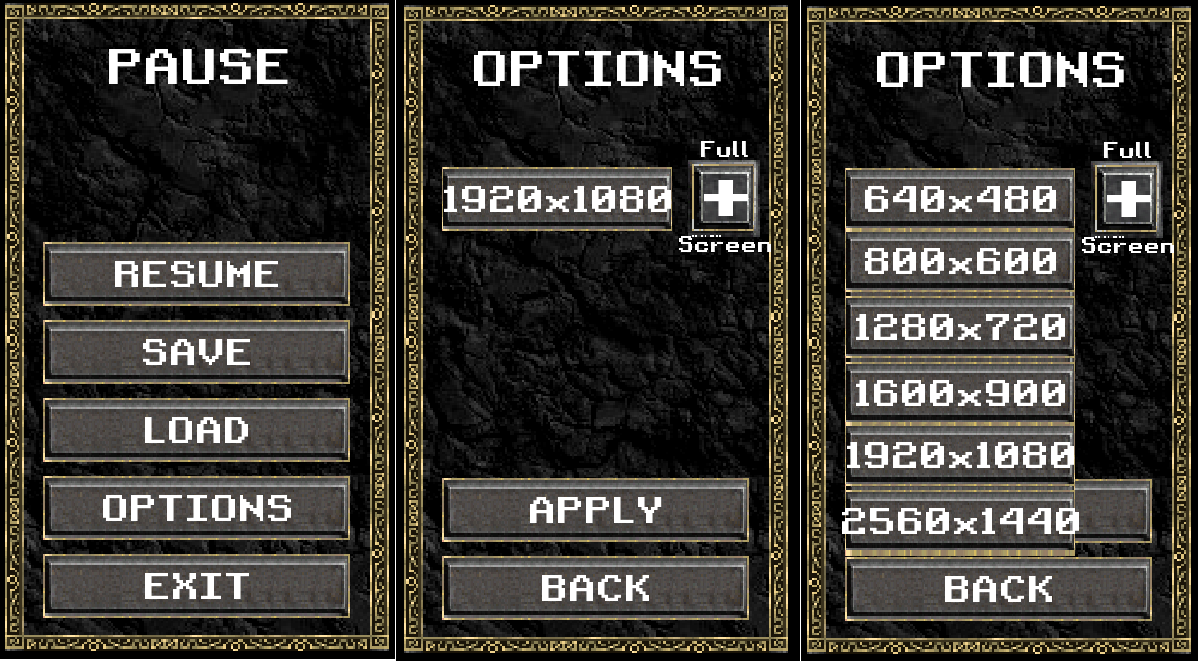 PAUSE
RESUME
SAVE
LOAD
OPTIONS
EXIT
OPTIONS
Full
1920x1080
Screen
APPLY
BACK
OPTIONS
Full
640x480
Screen
800x600
1280x720
1600x900
1920x1080
2560x1440
BACK